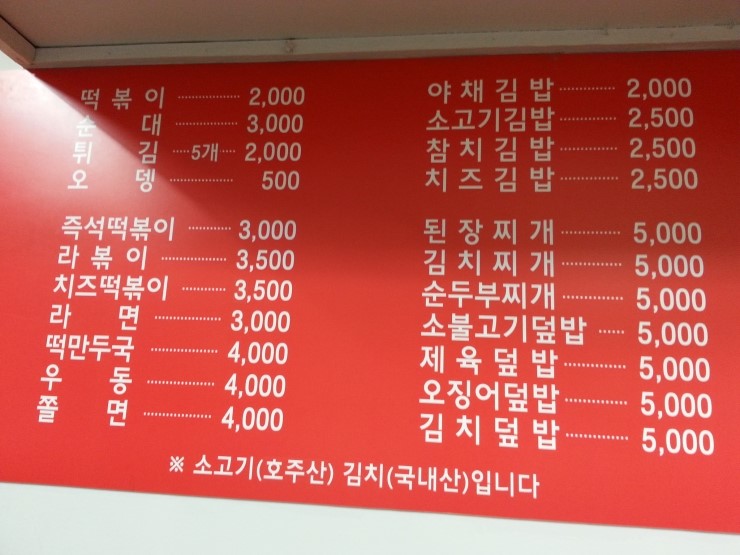 떡볶이 ········ 2,000
순대 3,000
튀김 ····5개··· 2,000
오뎅 ········ 500
즉석떡볶이 ········ 3,000
라볶이 ········ 3,500
치즈떡볶이 ········ 3,500
라면 ········ 3,000
떡만두국 ········ 4,000
우동 ········ 4,000
쫄면 ········ 4,000
야채김밥 ········ 2,000
소고기김밥 ········ 2,500
참치김밥 ········ 2,500
치즈김밥 ········ 2,500
된장찌개 ········ 5,000
김치찌개 ········ 5,000
순두부찌개 ········ 5,000
소불고기덮밥 ····· 5,000
제육덮밥 ········ 5,000
오징어덮밥 ········ 5,000
김치덮밥 ········ 5,000
※ 소고기(호주산) 김치(국내산)입니다